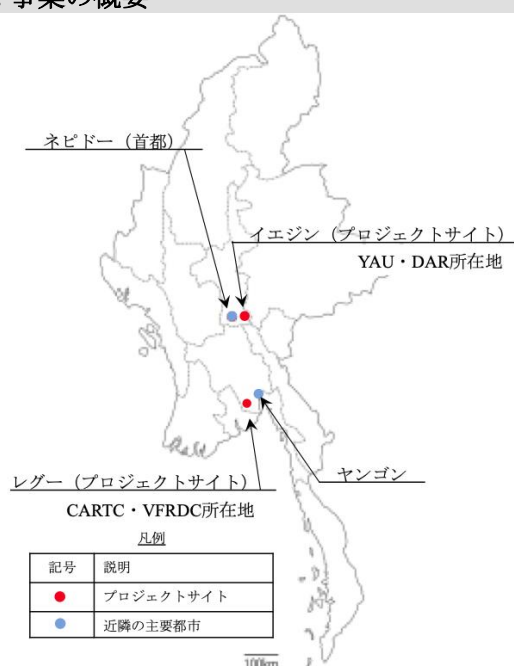 事業の概要
ネピドー（首都）
イエジン（プロジェクトサイト）
YAU・DAR所在地
レグー（プロジェクトサイト）
CARTC・VFRDC所在地
ヤンゴン
凡例
記号 説明
プロジェクトサイト
近隣の主要都市
100km